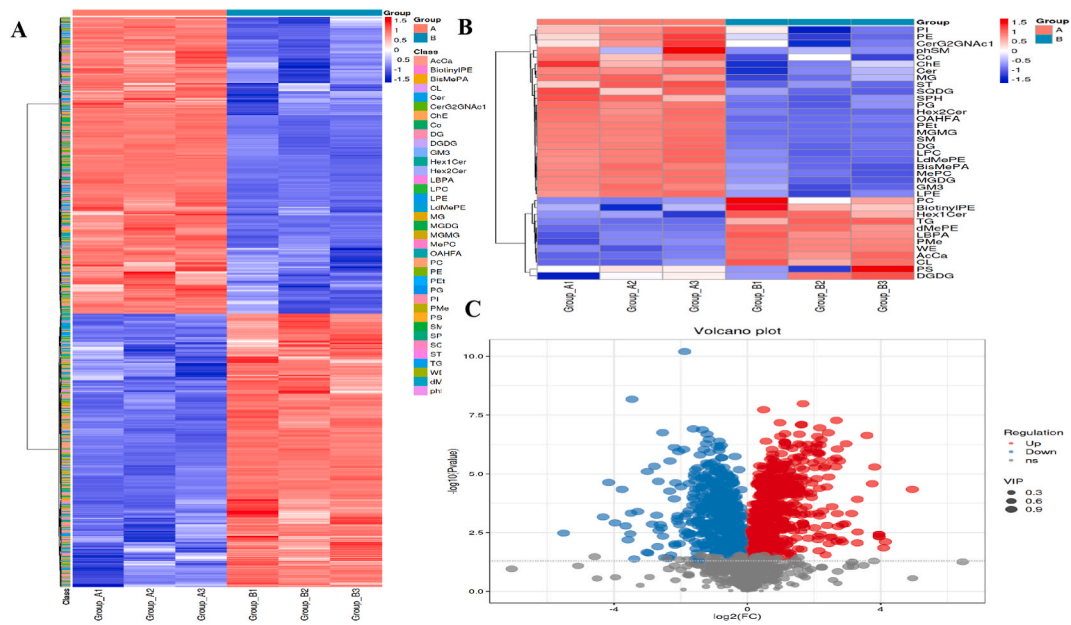 A
Group
1.5
1
0.5
0
-0.5
-1
-1.5
Group
A
B
Class
AcCa
BiotinylPE
BisMePA
CL
Cer
CerG2GNAc1
ChE
Co
DG
DGDG
GM3
Hex1Cer
Hex2Cer
LBPA
LPC
LPE
LdMePE
MG
MGDG
MGMG
MePC
OAHFA
PC
PE
PEt
PG
PI
PMe
PS
SM
SP
SC
ST
TG
WE
dM
phl
Class
Group_A1
Group_A2
Group_A3
Group_B1
Group_B2
Group_B3
B
Group
PI
PE
CerG2GNAc1
phSM
Co
ChE
Cer
MG
ST
SQDG
SPH
PG
Hex2Cer
OAHFA
PEt
MGMG
SM
DG
LPC
LdMePE
BisMePA
MePC
MGDG
GM3
LPE
PC
BiotinylPE
Hex1Cer
TG
dMePE
LBPA
PMe
WE
AcCa
CL
PS
DGDG
1.5
1
0.5
0
-0.5
-1
-1.5
Group
A
B
Group_A1
Group_A2
Group_A3
Group_B1
Group_B2
Group_B3
C
Volcano plot
10.0
7.5
5.0
2.5
0.0
-log10(Pvalue)
-4
0
4
log2(FC)
Regulation
Up
Down
ns
VIP
0.3
0.6
0.9